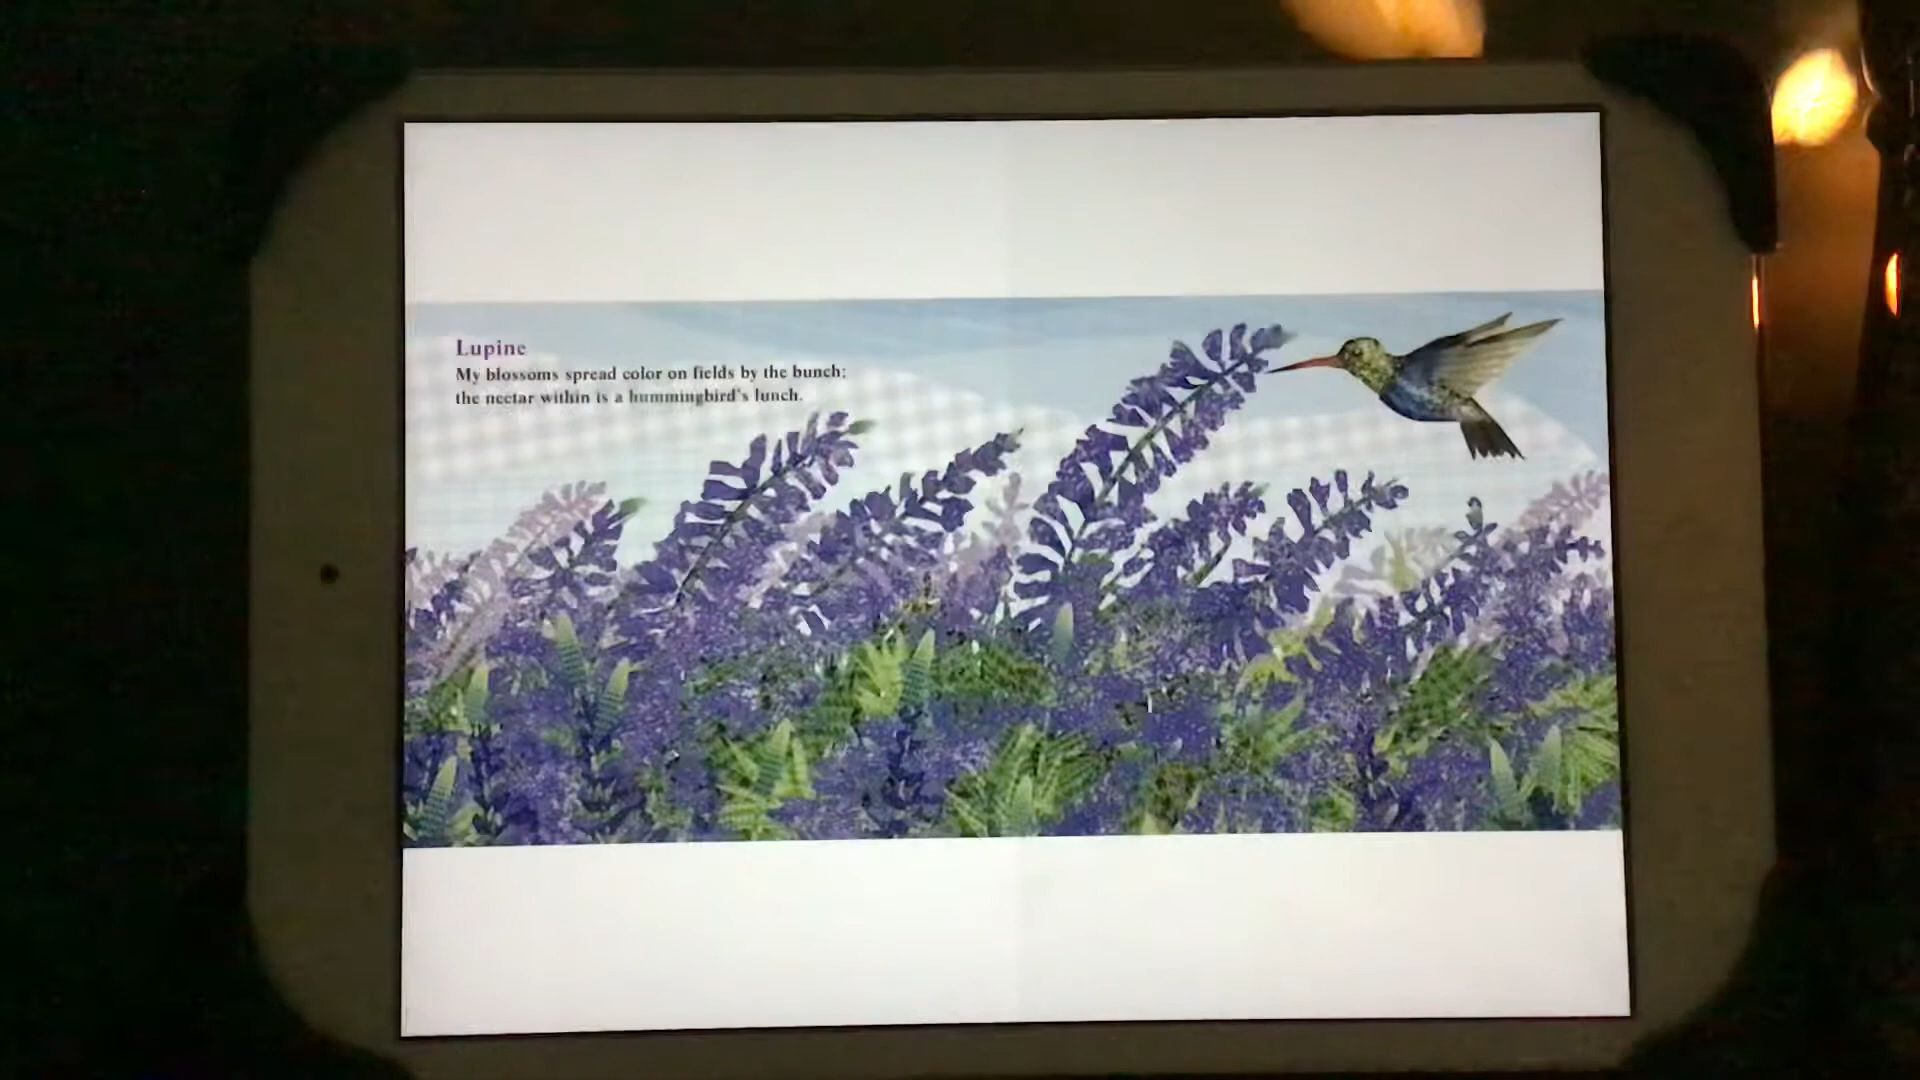 Lupine
My blossoms spread color on fields by the bunch;
the nectar within is a hummingbird's lunch.